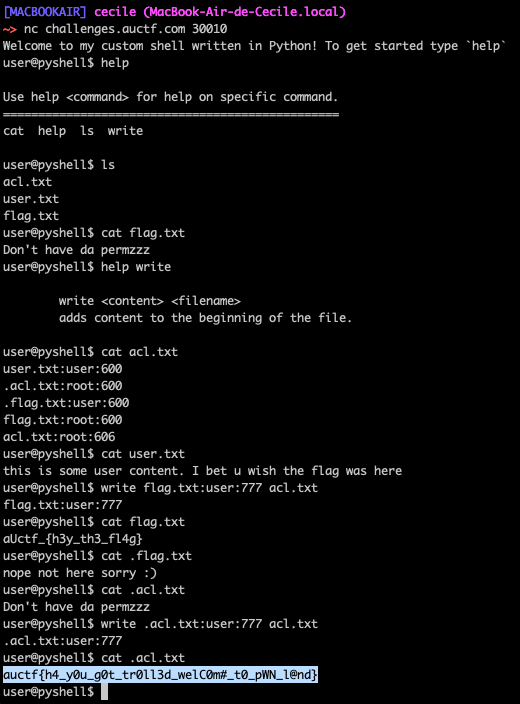 [MACBOOKAIR] cecile (MacBook-Air-de-Cecile.local)
~> nc challenges.auctf.com 30010
Welcome to my custom shell written in Python! To get started type `help`
user@pyshell$ help
Use help <command> for help on specific command.
================================================
cat  help  ls  write
user@pyshell$ ls
acl.txt
user.txt
flag.txt
user@pyshell$ cat flag.txt
Don't have da permzzz
user@pyshell$ help write
write <content> <filename>
adds content to the beginning of the file.
user@pyshell$ cat acl.txt
user.txt:user:600
.acl.txt:root:600
.flag.txt:user:600
flag.txt:root:600
acl.txt:root:606
user@pyshell$ cat user.txt
this is some user content. I bet u wish the flag was here
user@pyshell$ write flag.txt:user:777 acl.txt
flag.txt:user:777
user@pyshell$ cat flag.txt
aUctf_{h3y_th3_fl4g}
user@pyshell$ cat .flag.txt
nope not here sorry :)
user@pyshell$ cat .acl.txt
Don't have da permzzz
user@pyshell$ write .acl.txt:user:777 acl.txt
.acl.txt:user:777
user@pyshell$ cat .acl.txt
auctf{h4_y0u_g0t_tr0ll3d_welC0m#_t0_pWN_l@nd}
user@pyshell$